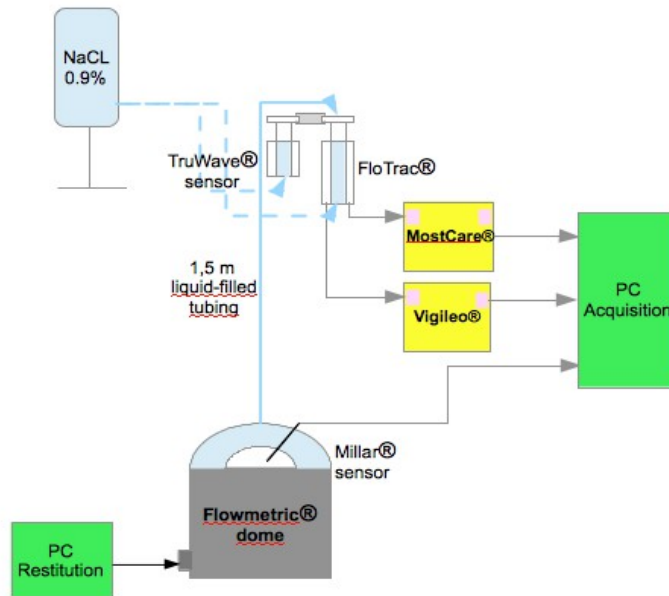 NaCL
0.9%
TruWave®
sensor
FloTrac®
MostCare®
1,5 m
liquid-filled
tubing
Vigileo®
PC
Acquisition
Millar®
sensor
Flowmetric®
dome
PC
Restitution